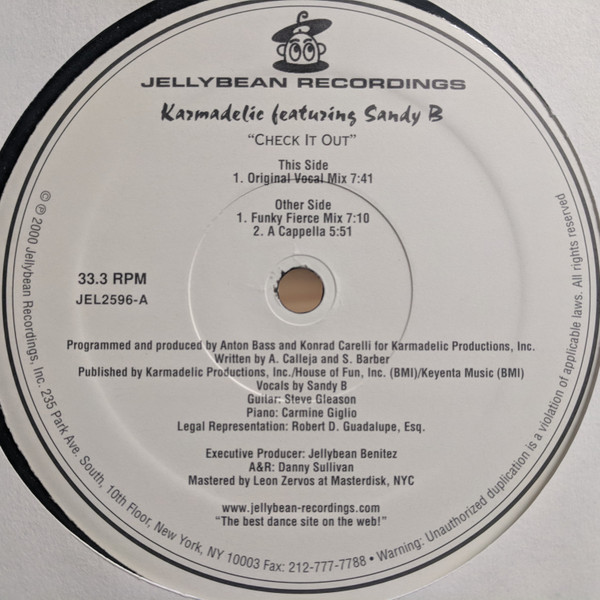 JELLYBEAN RECORDINGS
Karmadelic featuring Sandy B
"CHECK IT OUT"
This Side
1. Original Vocal Mix 7:41
Other Side
1. Funky Fierce Mix 7:10
2. A Cappella 5:51
33.3 RPM
JEL2596-A
Programmed and produced by Anton Bass and Konrad Carelli for Karmadelic Productions, Inc.
Written by A. Calleja and S. Barber
Published by Karmadelic Productions, Inc./House of Fun, Inc. (BMI)/Keyenta Music (BMI)
Vocals by Sandy B
Guitar: Steve Gleason
Piano: Carmine Giglio
Legal Representation: Robert D. Guadalupe, Esq.
Executive Producer: Jellybean Benitez
A&R: Danny Sullivan
Mastered by Leon Zervos at Masterdisk, NYC
www.jellybean-recordings.com
"The best dance site on the web!"
© ℗ 2000 Jellybean Recordings, Inc. 235 Park Ave. South, 10th Floor, New York, NY 10003 Fax: 212-777-7788 • Warning: Unauthorized duplication is a violation of applicable laws. All rights reserved